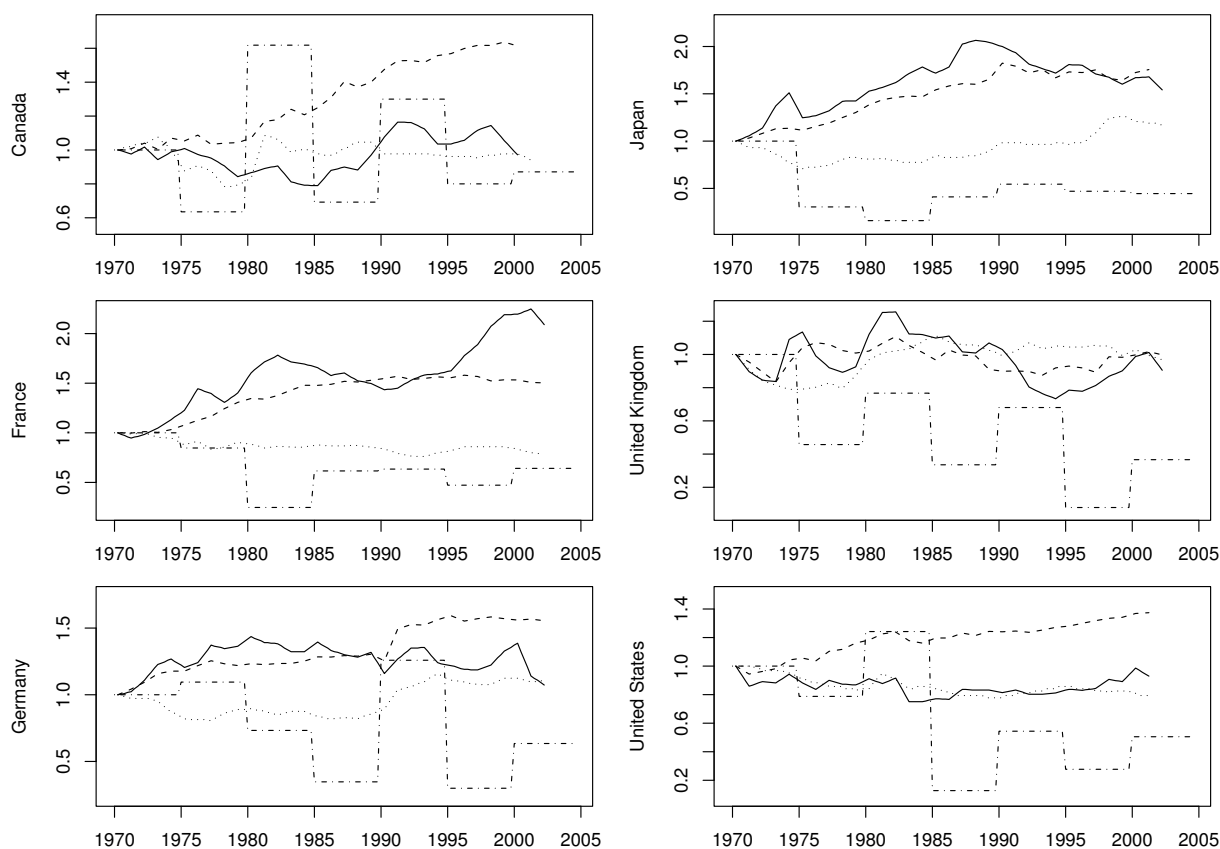 Canada
0.6 1.0 1.4
1970 1975 1980 1985 1990 1995 2000 2005
Japan
0.5 1.0 1.5 2.0
1970 1975 1980 1985 1990 1995 2000 2005
France
0.5 1.0 1.5 2.0
1970 1975 1980 1985 1990 1995 2000 2005
United Kingdom
0.2 0.6 1.0
1970 1975 1980 1985 1990 1995 2000 2005
Germany
0.5 1.0 1.5
1970 1975 1980 1985 1990 1995 2000 2005
United States
0.2 0.6 1.0 1.4
1970 1975 1980 1985 1990 1995 2000 2005